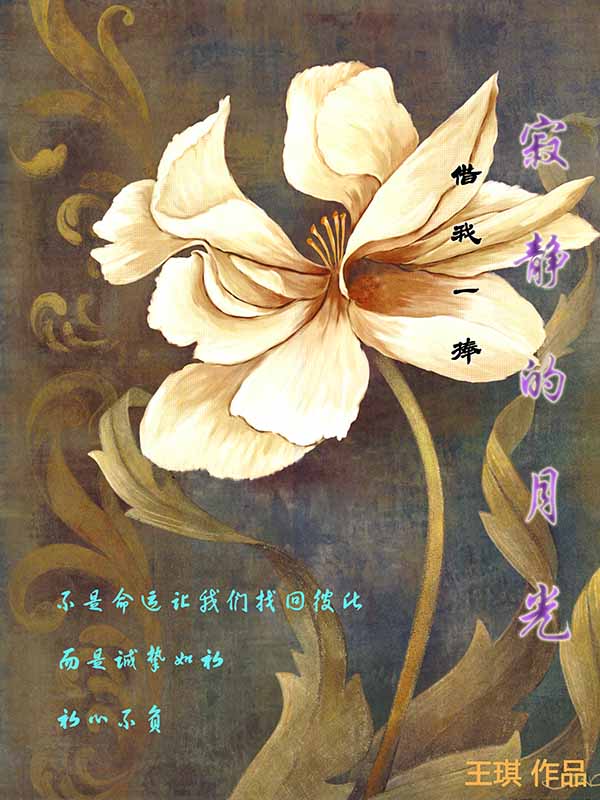 借我一捧
寂静的月光
不是命运让我们找回彼此
而是诚挚如初
初心不负
王琪 作品